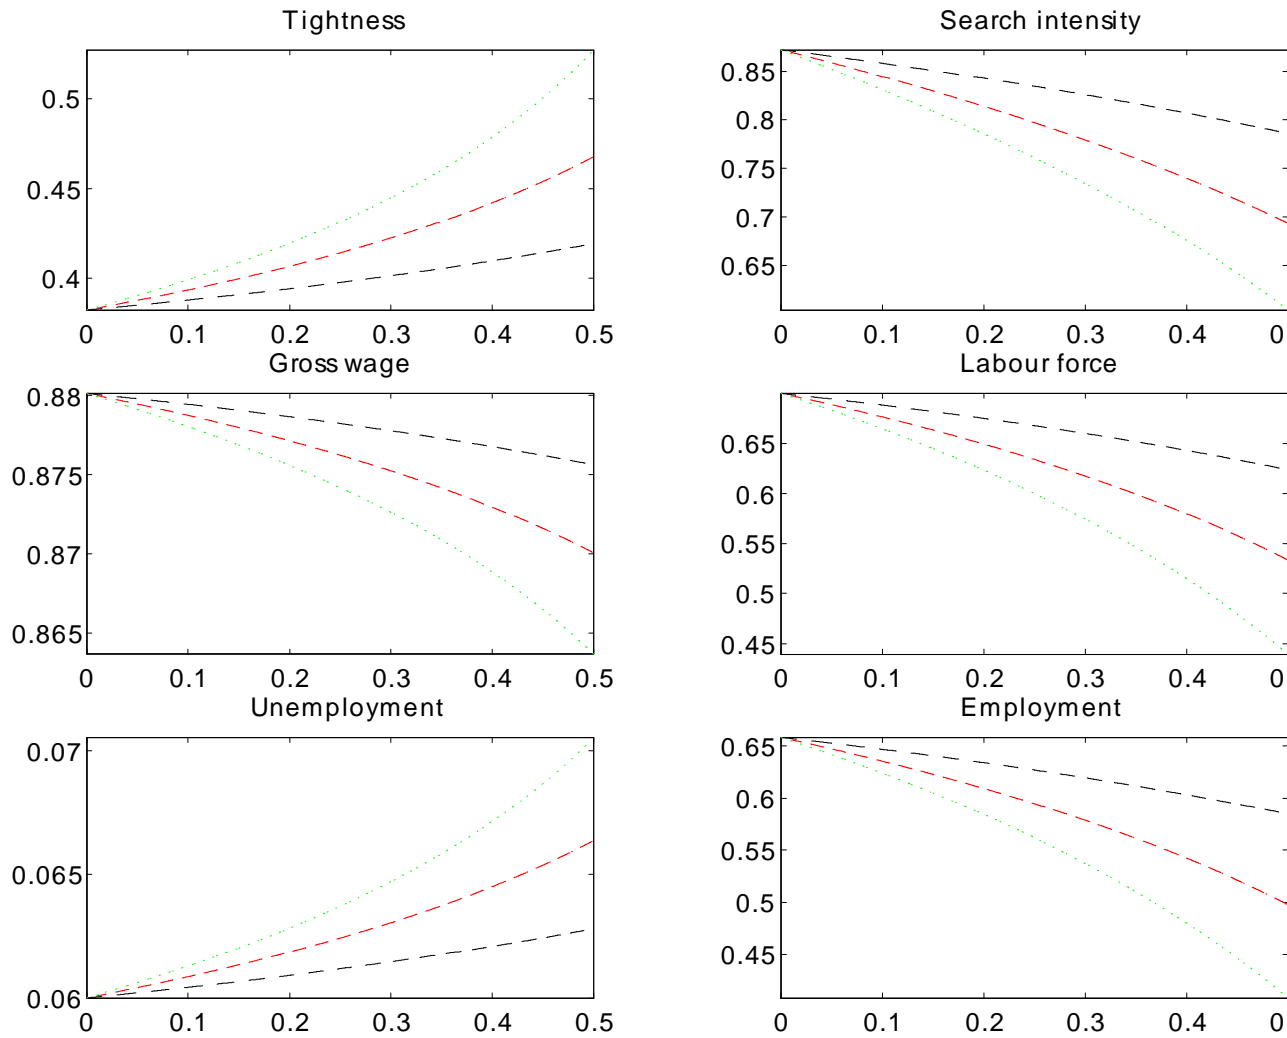 Tightness
0.5
0.45
0.4
0 0.1 0.2 0.3 0.4 0.5
Search intensity
0.85
0.8
0.75
0.7
0.65
0 0.1 0.2 0.3 0.4 0
Gross wage
0.88
0.875
0.87
0.865
0 0.1 0.2 0.3 0.4 0.5
Labour force
0.65
0.6
0.55
0.5
0.45
0 0.1 0.2 0.3 0.4 0
Unemployment
0.07
0.065
0.06
0 0.1 0.2 0.3 0.4 0.5
Employment
0.65
0.6
0.55
0.5
0.45
0 0.1 0.2 0.3 0.4 0